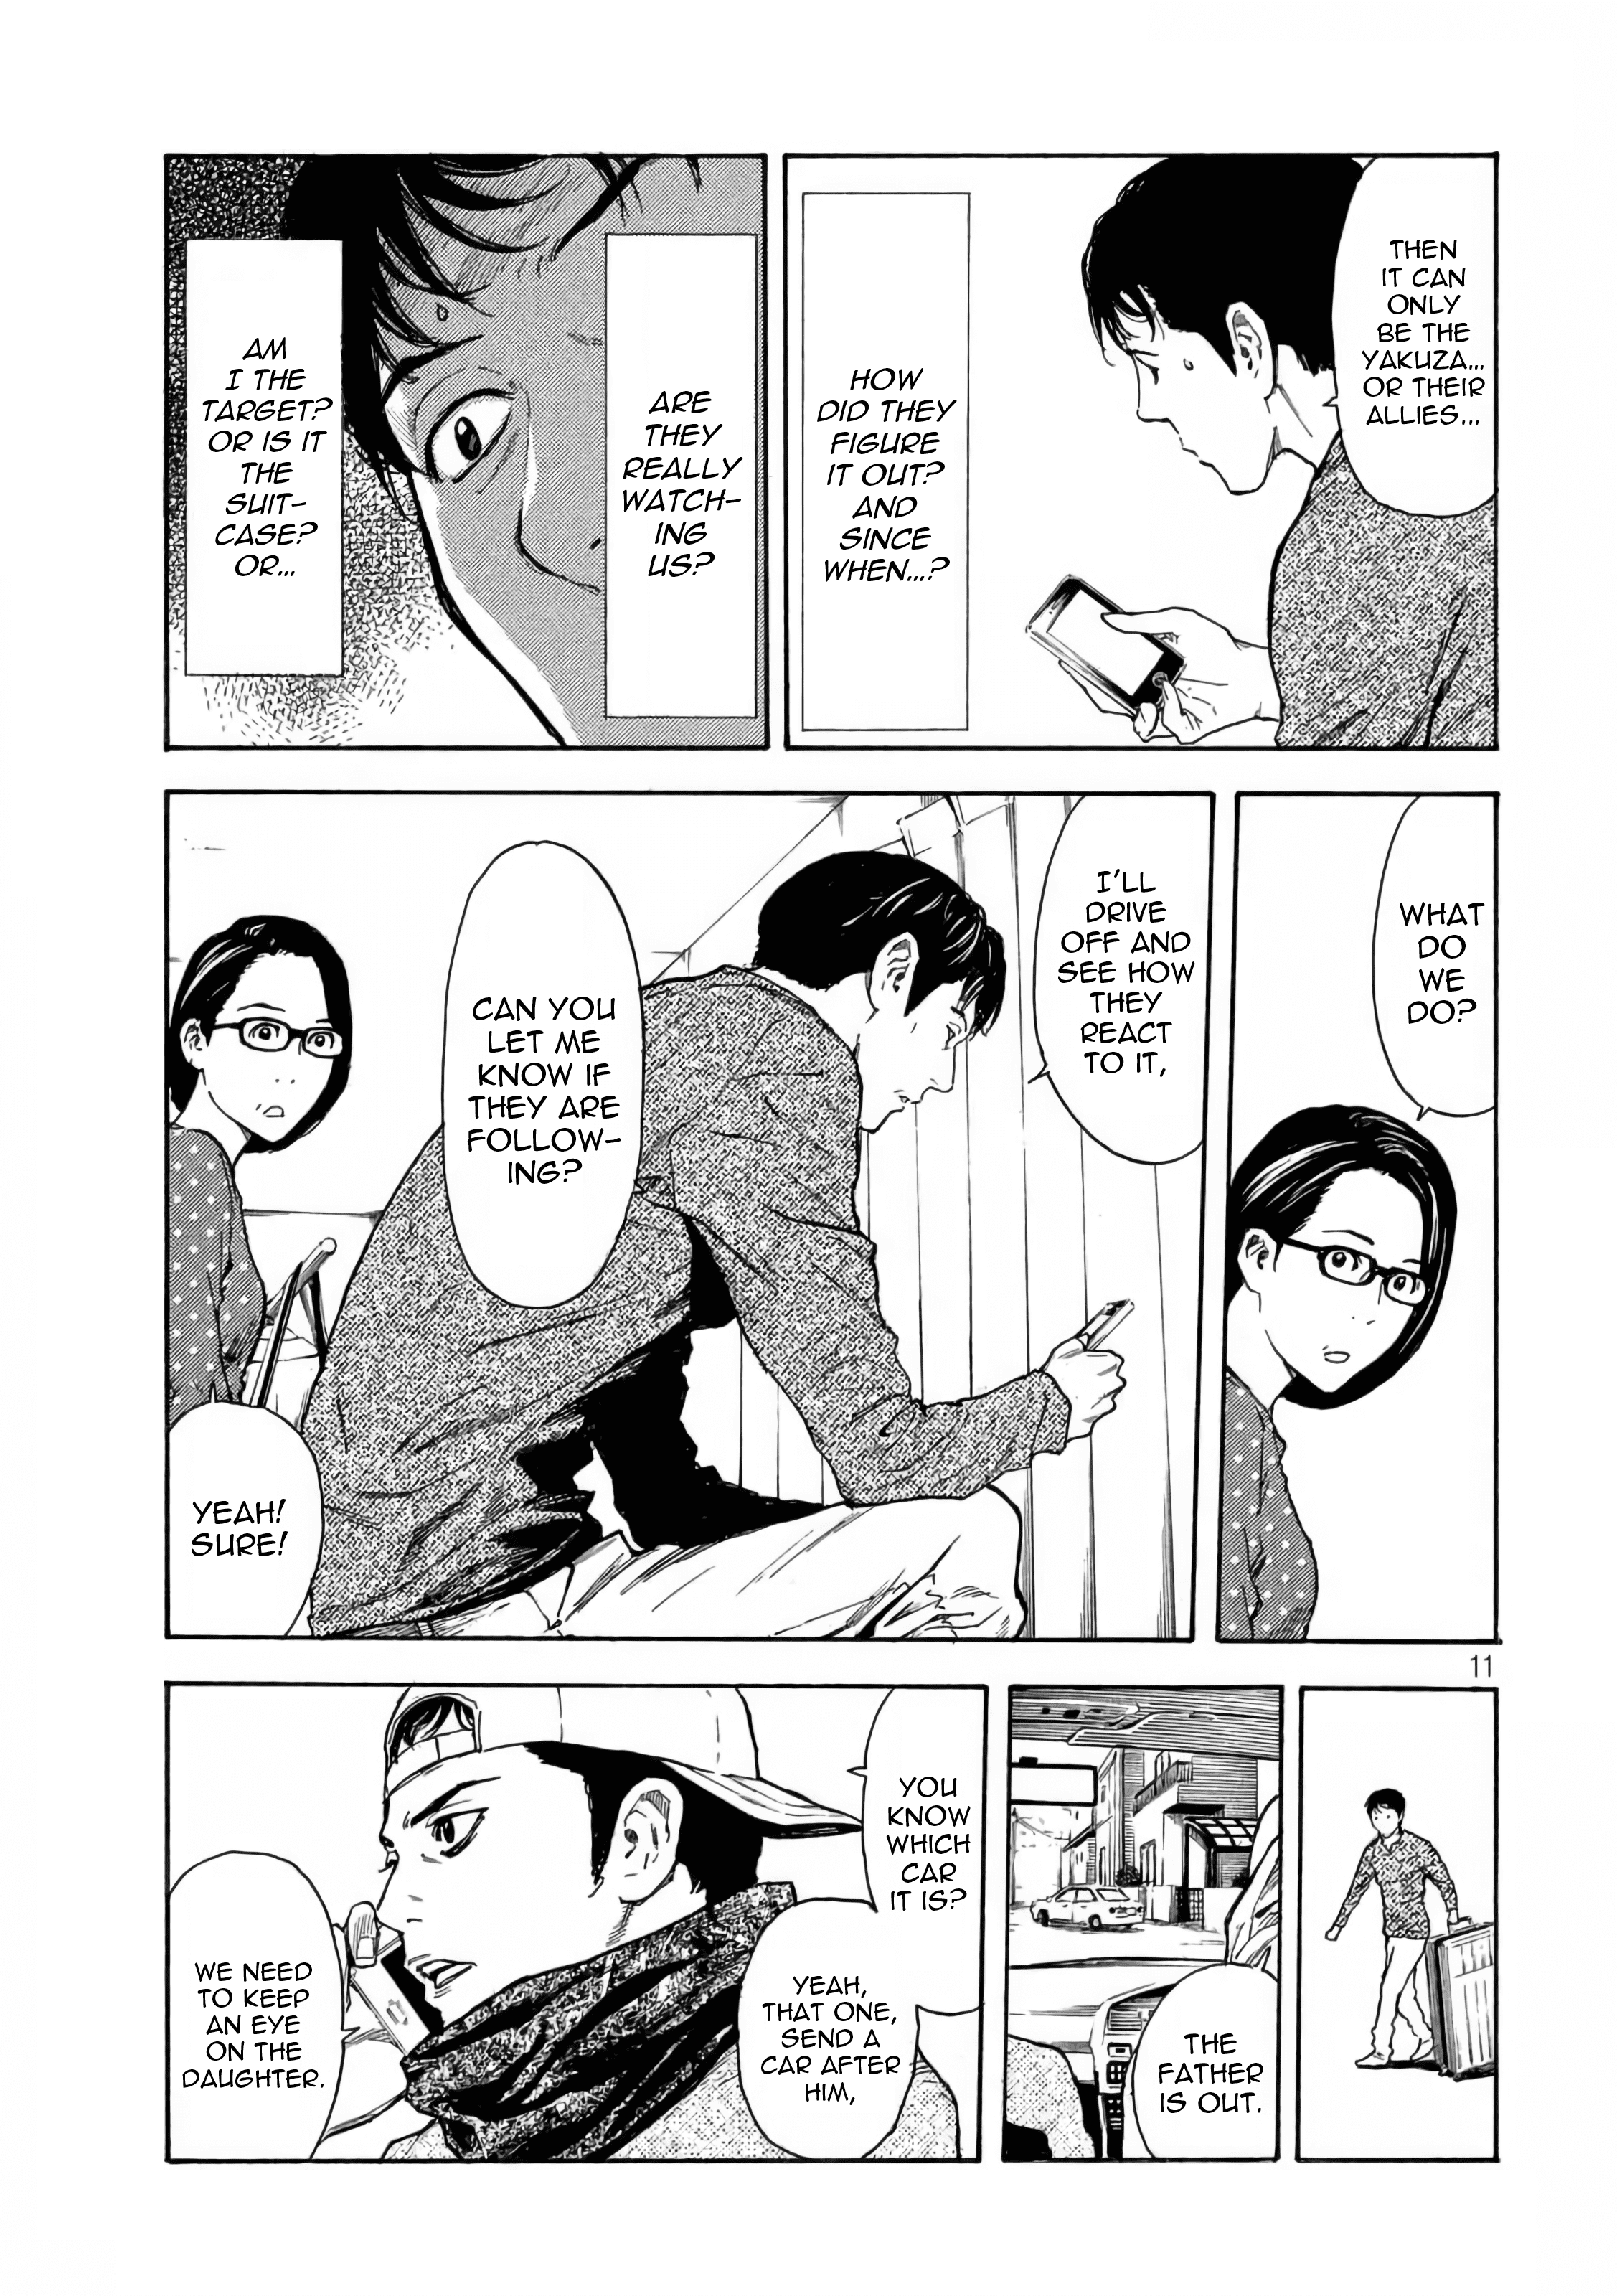 THEN
IT CAN
ONLY
BE THE
YAKUZA...
OR THEIR
ALLIES...
HOW
DID THEY
FIGURE
IT OUT?
AND
SINCE
WHEN...?
ARE
THEY
REALLY
WATCH-
ING
US?
AM
I THE
TARGET?
OR IS IT
THE
SUIT-
CASE?
OR...
WHAT
DO
WE
DO?
I'LL
DRIVE
OFF AND
SEE HOW
THEY
REACT
TO IT,
CAN YOU
LET ME
KNOW IF
THEY ARE
FOLLOW-
ING?
YEAH!
SURE!
11
THE
FATHER
IS OUT.
YOU
KNOW
WHICH
CAR
IT IS?
YEAH,
THAT ONE,
SEND A
CAR AFTER
HIM,
WE NEED
TO KEEP
AN EYE
ON THE
DAUGHTER.